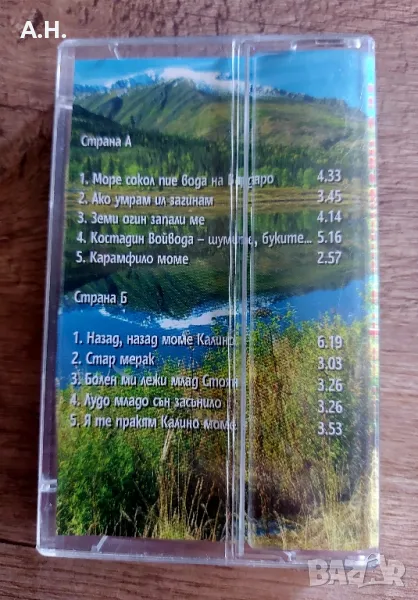 А.Н.
Страна А
1. Море сокол пие вода на Вардаро 4.33
2. Ако умрам ил загинам 3.45
3. Земи огин запали ме 4.14
4. Костадин Войвода – шумите, буките... 5.16
5. Карамфило моме 2.57
Страна Б
1. Назад, назад моме Калино 6.19
2. Стар мерак 3.03
3. Болен ми лежи млад Стоян 3.26
4. Лудо младо сън засънило 3.26
5. Я те пракям Калино моме 3.53
BAZAR